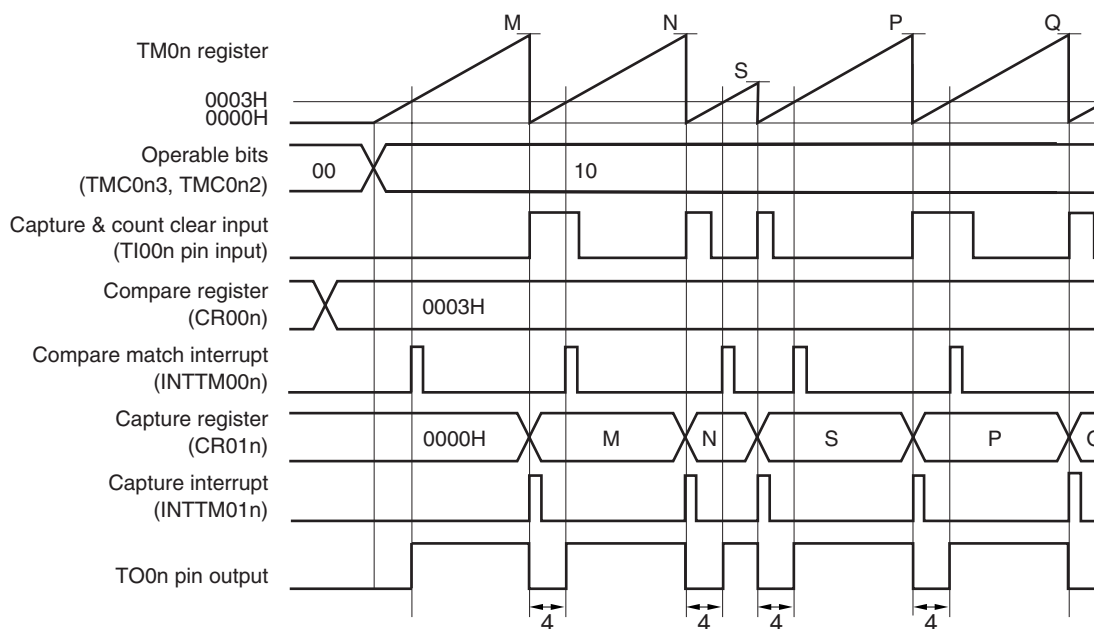 M N P Q
TM0n register
S
0003H
0000H
Operable bits
(TMC0n3, TMC0n2)
00 10
Capture & count clear input
(TI00n pin input)
Compare register
(CR00n)
0003H
Compare match interrupt
(INTTM00n)
Capture register
(CR01n)
0000H M N S P
Capture interrupt
(INTTM01n)
TO0n pin output
4 4 4 4